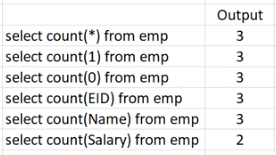 Output
select count(*) from emp 3
select count(1) from emp 3
select count(0) from emp 3
select count(EID) from emp 3
select count(Name) from emp 3
select count(Salary) from emp 2